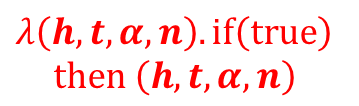 λ(h, t, α, n). if(true)
then (h, t, α, n)